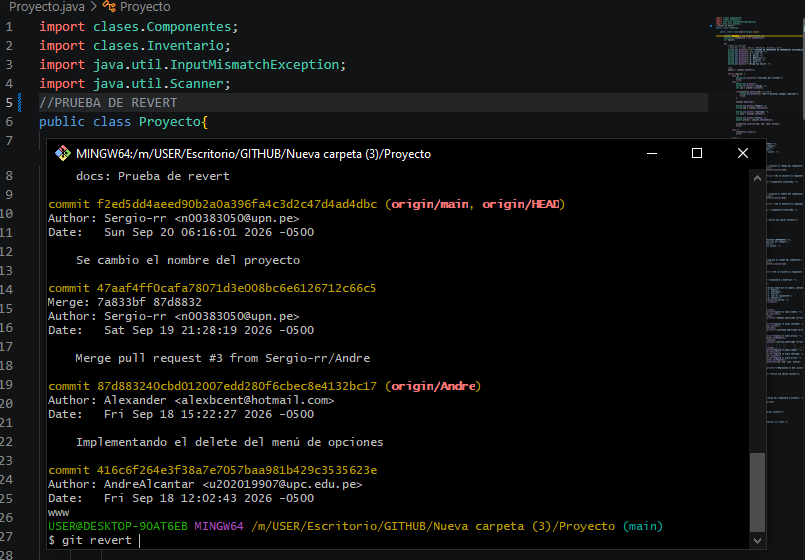 Proyecto.java > Proyecto
1 import clases.Componentes;
2 import clases.Inventario;
3 import java.util.InputMismatchException;
4 import java.util.Scanner;
5 //PRUEBA DE REVERT
6 public class Proyecto{
7
MINGW64:/m/USER/Escritorio/GITHUB/Nueva carpeta (3)/Proyecto
8 docs: Prueba de revert
9 commit f2ed5dd4aeed90b2a0a396fa4c3d2c47d4ad4dbc (origin/main, origin/HEAD)
10 Author: Sergio-rr <n00383050@upn.pe>
11 Date:   Sun Sep 20 06:16:01 2026 -0500
12 Se cambio el nombre del proyecto
13
14 commit 47aaf4ff0cafa78071d3e008bc6e6126712c66c5
15 Merge: 7a833bf 87d8832
16 Author: Sergio-rr <n00383050@upn.pe>
Date:   Sat Sep 19 21:28:19 2026 -0500
17
18 Merge pull request #3 from Sergio-rr/Andre
19 commit 87d883240cbd012007edd280f6cbec8e4132bc17 (origin/Andre)
20 Author: Alexander <alexbcent@hotmail.com>
21 Date:   Fri Sep 18 15:22:27 2026 -0500
22 Implementando el delete del menú de opciones
23
24 commit 416c6f264e3f38a7e7057baa981b429c3535623e
Author: AndreAlcantar <u202019907@upc.edu.pe>
25 Date:   Fri Sep 18 12:02:43 2026 -0500
26 www
27 USER@DESKTOP-9OAT6EB MINGW64 /m/USER/Escritorio/GITHUB/Nueva carpeta (3)/Proyecto (main)
$ git revert
28